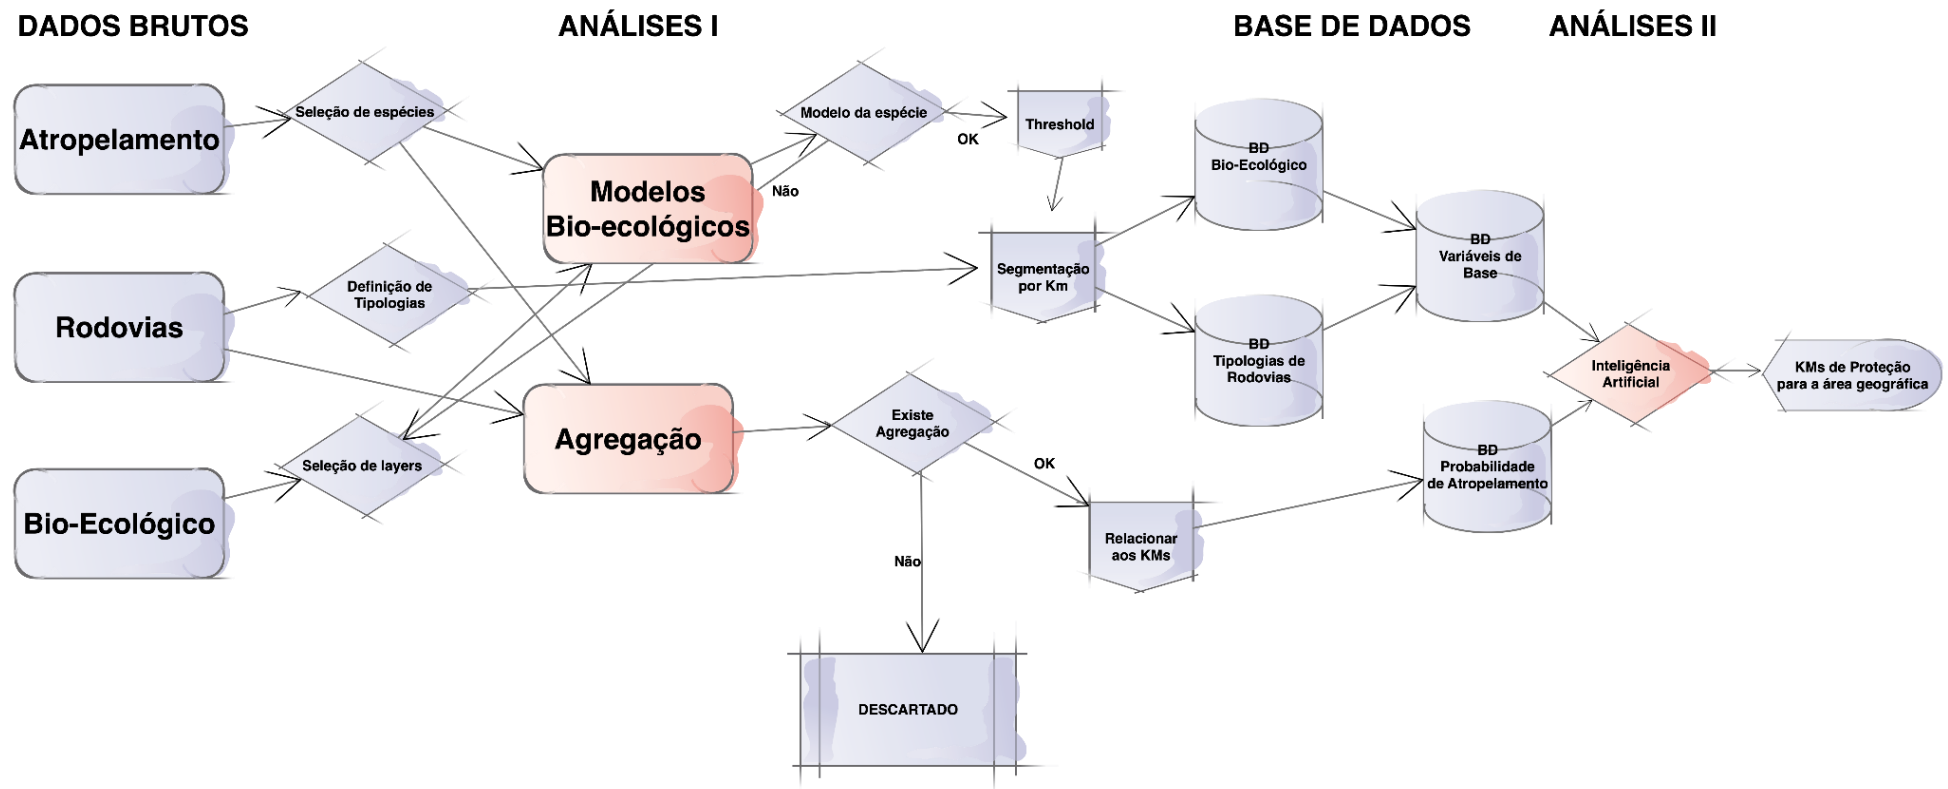 DADOS BRUTOS
ANÁLISES I
BASE DE DADOS
ANÁLISES II
Atropelamento
Seleção de espécies
Modelos
Bio-ecológicos
Modelo da espécie
OK
Não
Threshold
BD
Bio-Ecológico
Rodovias
Definição de
Tipologias
Segmentação
por Km
BD
Variáveis de
Base
BD
Tipologias de
Rodovias
Inteligência
Artificial
KMs de Proteção
para a área geográfica
Bio-Ecológico
Seleção de layers
Agregação
Existe
Agregação
OK
Não
Relacionar
aos KMs
BD
Probabilidade
de Atropelamento
DESCARTADO